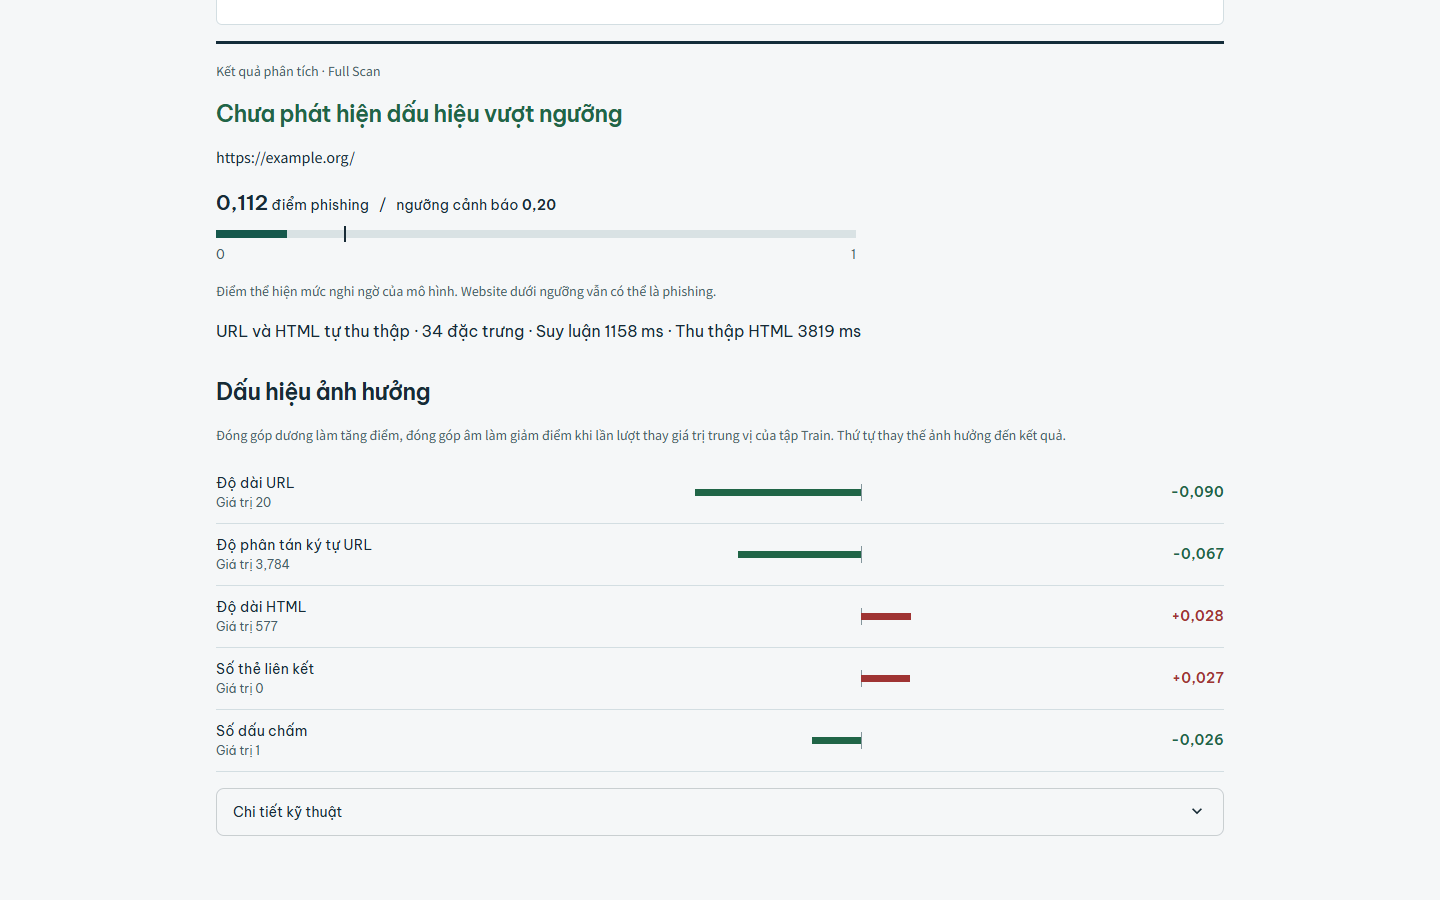 Kết quả phân tích · Full Scan
Chưa phát hiện dấu hiệu vượt ngưỡng
https://example.org/
0,112 điểm phishing / ngưỡng cảnh báo 0,20
0 1
Điểm thể hiện mức nghi ngờ của mô hình. Website dưới ngưỡng vẫn có thể là phishing.
URL và HTML tự thu thập · 34 đặc trưng · Suy luận 1158 ms · Thu thập HTML 3819 ms
Dấu hiệu ảnh hưởng
Đóng góp dương làm tăng điểm, đóng góp âm làm giảm điểm khi lần lượt thay giá trị trung vị của tập Train. Thứ tự thay thế ảnh hưởng đến kết quả.
Độ dài URL
Giá trị 20
-0,090
Độ phân tán ký tự URL
Giá trị 3,784
-0,067
Độ dài HTML
Giá trị 577
+0,028
Số thẻ liên kết
Giá trị 0
+0,027
Số dấu chấm
Giá trị 1
-0,026
Chi tiết kỹ thuật